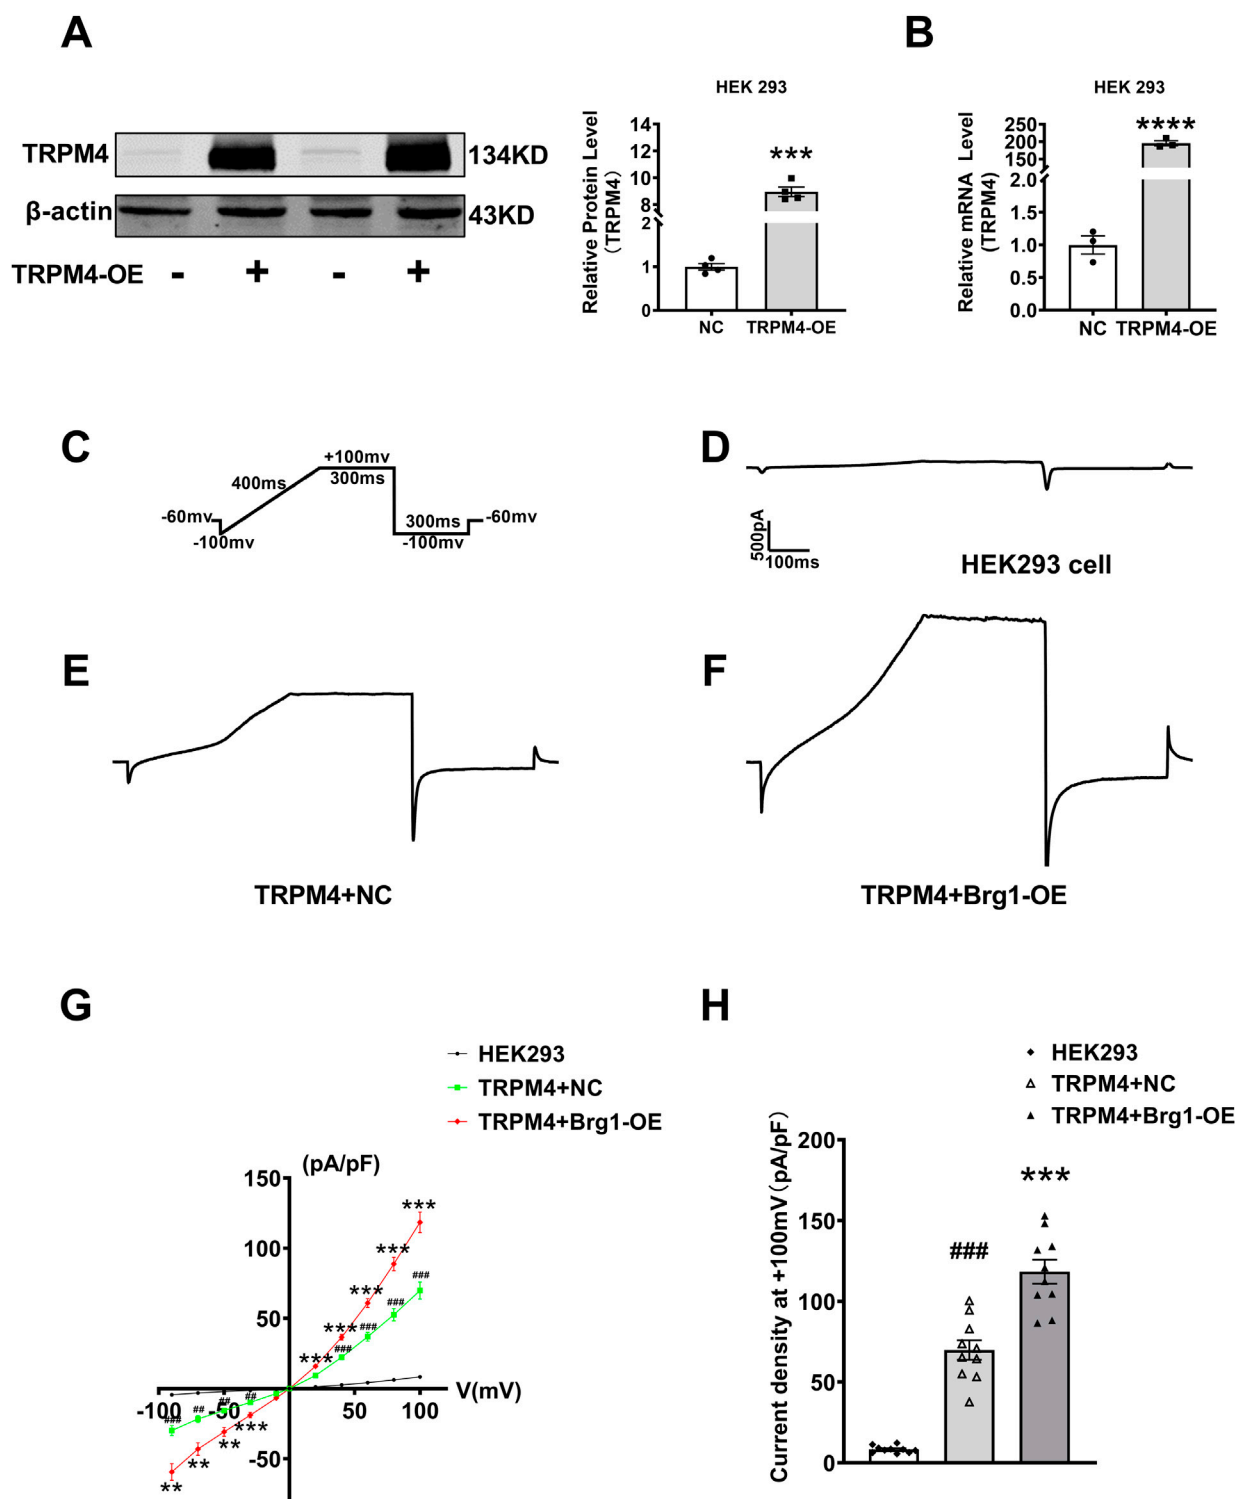 A
TRPM4
134KD
β-actin
43KD
TRPM4-OE
- + - +
HEK 293
Relative Protein Level
(TRPM4)
14
12
10
8
2
1
0
***
NC
TRPM4-OE
B
HEK 293
Relative mRNA Level
(TRPM4)
250
200
150
2.0
1.5
1.0
0.5
0.0
****
NC
TRPM4-OE
C
+100mv
400ms
300ms
-60mv
-100mv
300ms
-100mv
-60mv
D
500pA
100ms
HEK293 cell
E
TRPM4+NC
F
TRPM4+Brg1-OE
G
HEK293
TRPM4+NC
TRPM4+Brg1-OE
(pA/pF)
150
100
50
-50
-100
-50
50
100
V(mV)
***
***
***
***
***
###
###
###
###
##
##
##
###
***
**
**
**
H
HEK293
TRPM4+NC
TRPM4+Brg1-OE
Current density at +100mV(pA/pF)
200
150
100
50
0
###
***